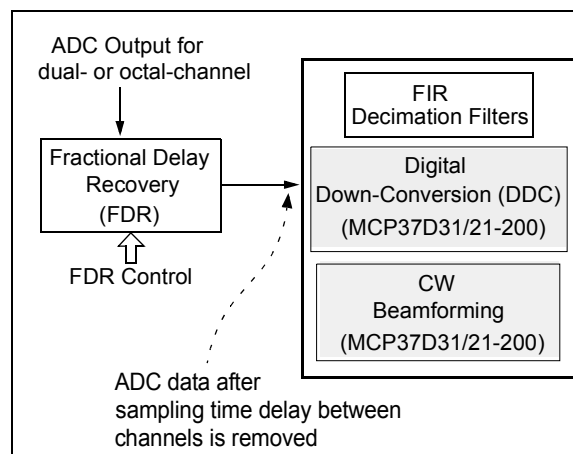 ADC Output for
dual- or octal-channel
Fractional Delay
Recovery
(FDR)
FDR Control
FIR
Decimation Filters
Digital
Down-Conversion (DDC)
(MCP37D31/21-200)
CW
Beamforming
(MCP37D31/21-200)
ADC data after
sampling time delay between
channels is removed